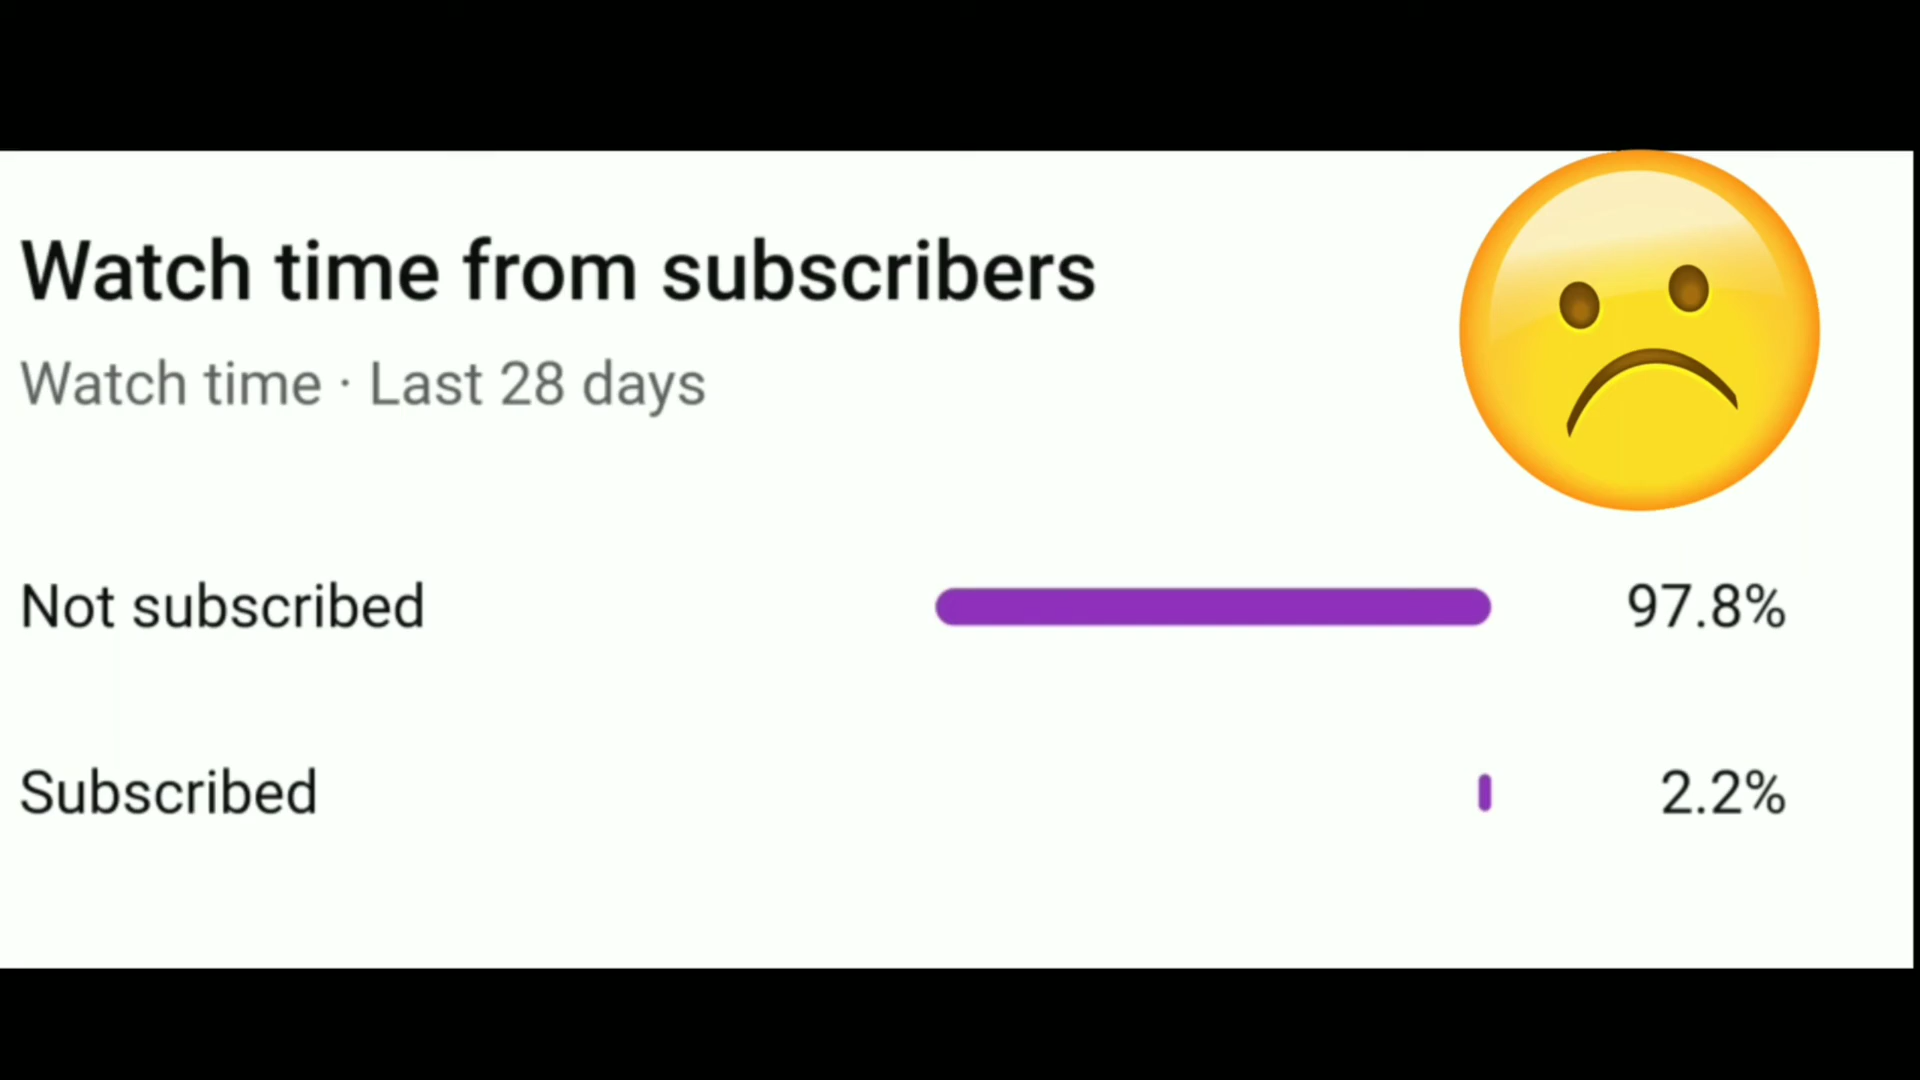 Watch time from subscribers
Watch time · Last 28 days
Not subscribed 97.8%
Subscribed 2.2%